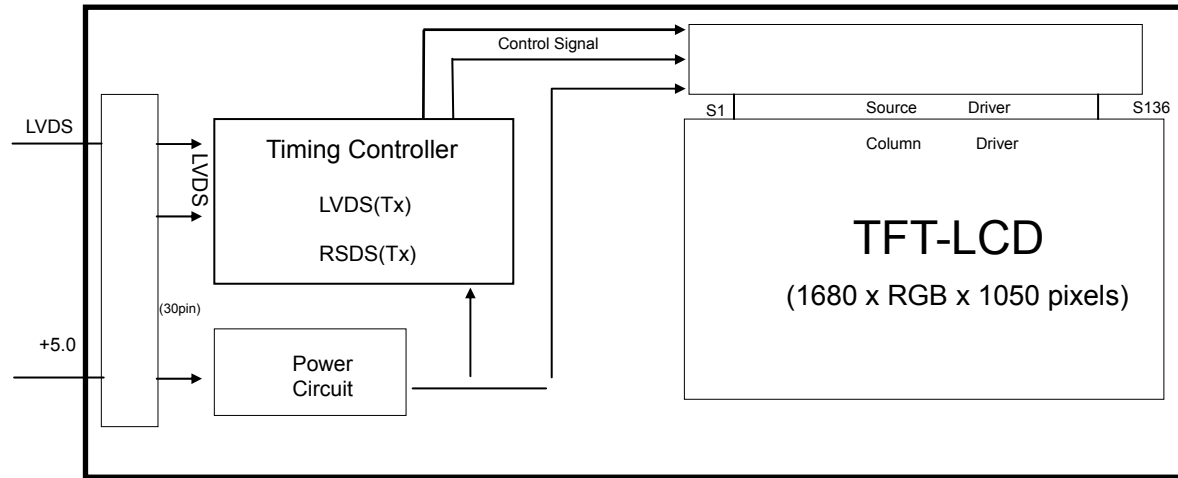 Control Signal
S1
Source Driver
S136
Column Driver
LVDS
LVDS
Timing Controller
LVDS(Tx)
RSDS(Tx)
TFT-LCD
(1680 x RGB x 1050 pixels)
(30pin)
+5.0
Power
Circuit